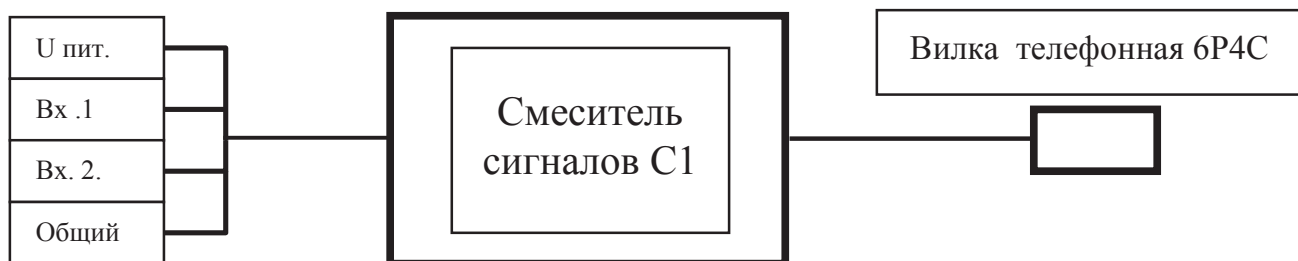 U пит.
Вх .1
Вх. 2.
Общий
Смеситель
сигналов С1
Вилка телефонная 6Р4С